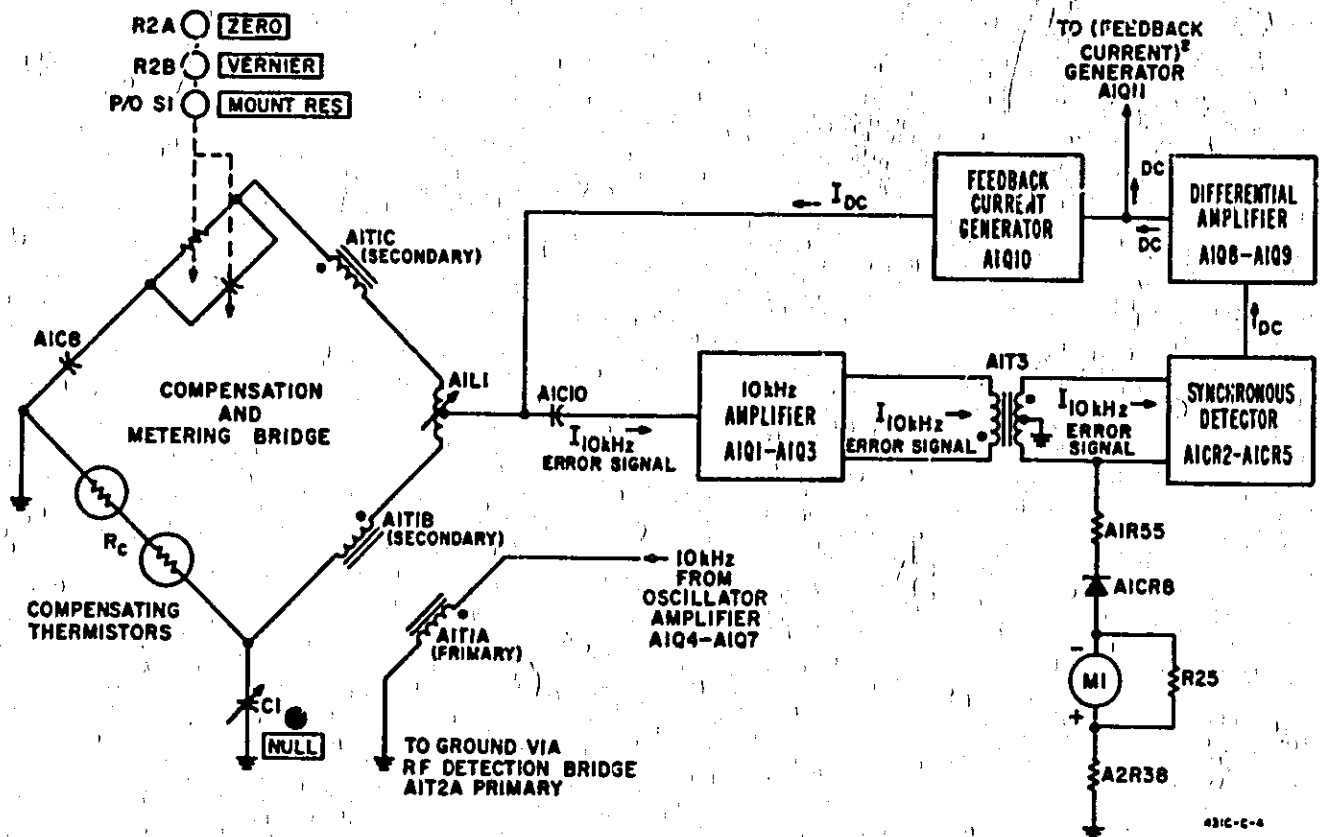 R2A ZERO
R2B VERNIER
P/O S1 MOUNT RES
TO (FEEDBACK
CURRENT)²
GENERATOR
A1Q11
DC
DC
I DC
FEEDBACK
CURRENT
GENERATOR
A1Q10
DIFFERENTIAL
AMPLIFIER
A1Q8-A1Q9
I DC
A1T1C
(SECONDARY)
A1C8
COMPENSATION
AND
METERING BRIDGE
A1L1
A1C10
I 10kHz
ERROR SIGNAL
10kHz
AMPLIFIER
A1Q1-A1Q3
I 10kHz
ERROR SIGNAL
A1T3
I 10kHz
ERROR
SIGNAL
SYNCHRONOUS
DETECTOR
A1CR2-A1CR5
RC
COMPENSATING
THERMISTORS
A1T1B
(SECONDARY)
10kHz
FROM
OSCILLATOR
AMPLIFIER
A1Q4-A1Q7
A1T1A
(PRIMARY)
C1
NULL
TO GROUND VIA
RF DETECTION BRIDGE
A1T2A PRIMARY
A1R55
A1CR8
-
M1
+
R25
A2R38
431C-C-4